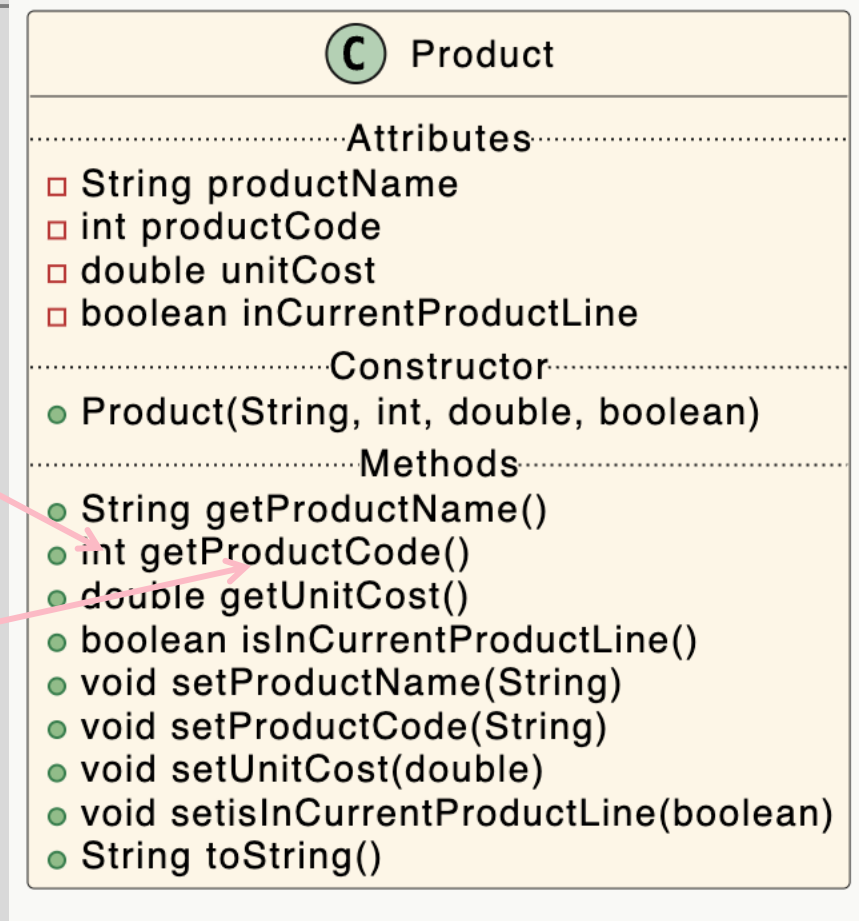 C Product
Attributes
String productName
int productCode
double unitCost
boolean inCurrentProductLine
Constructor
Product(String, int, double, boolean)
Methods
String getProductName()
int getProductCode()
double getUnitCost()
boolean isInCurrentProductLine()
void setProductName(String)
void setProductCode(String)
void setUnitCost(double)
void setisInCurrentProductLine(boolean)
String toString()